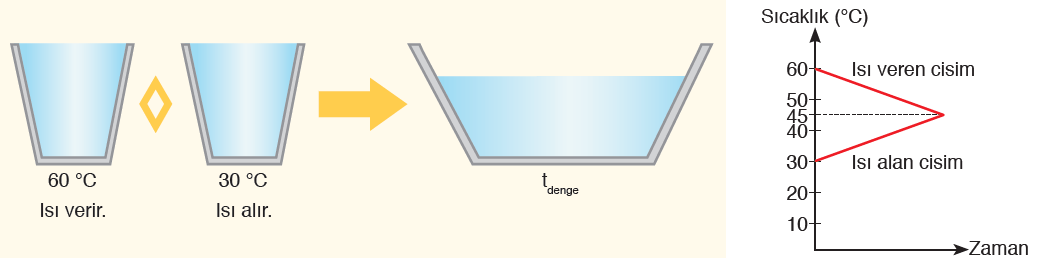 60 °C
Isı verir.
30 °C
Isı alır.
tdenge
Sıcaklık (°C)
60
Isı veren cisim
50
45
40
30
Isı alan cisim
20
10
Zaman